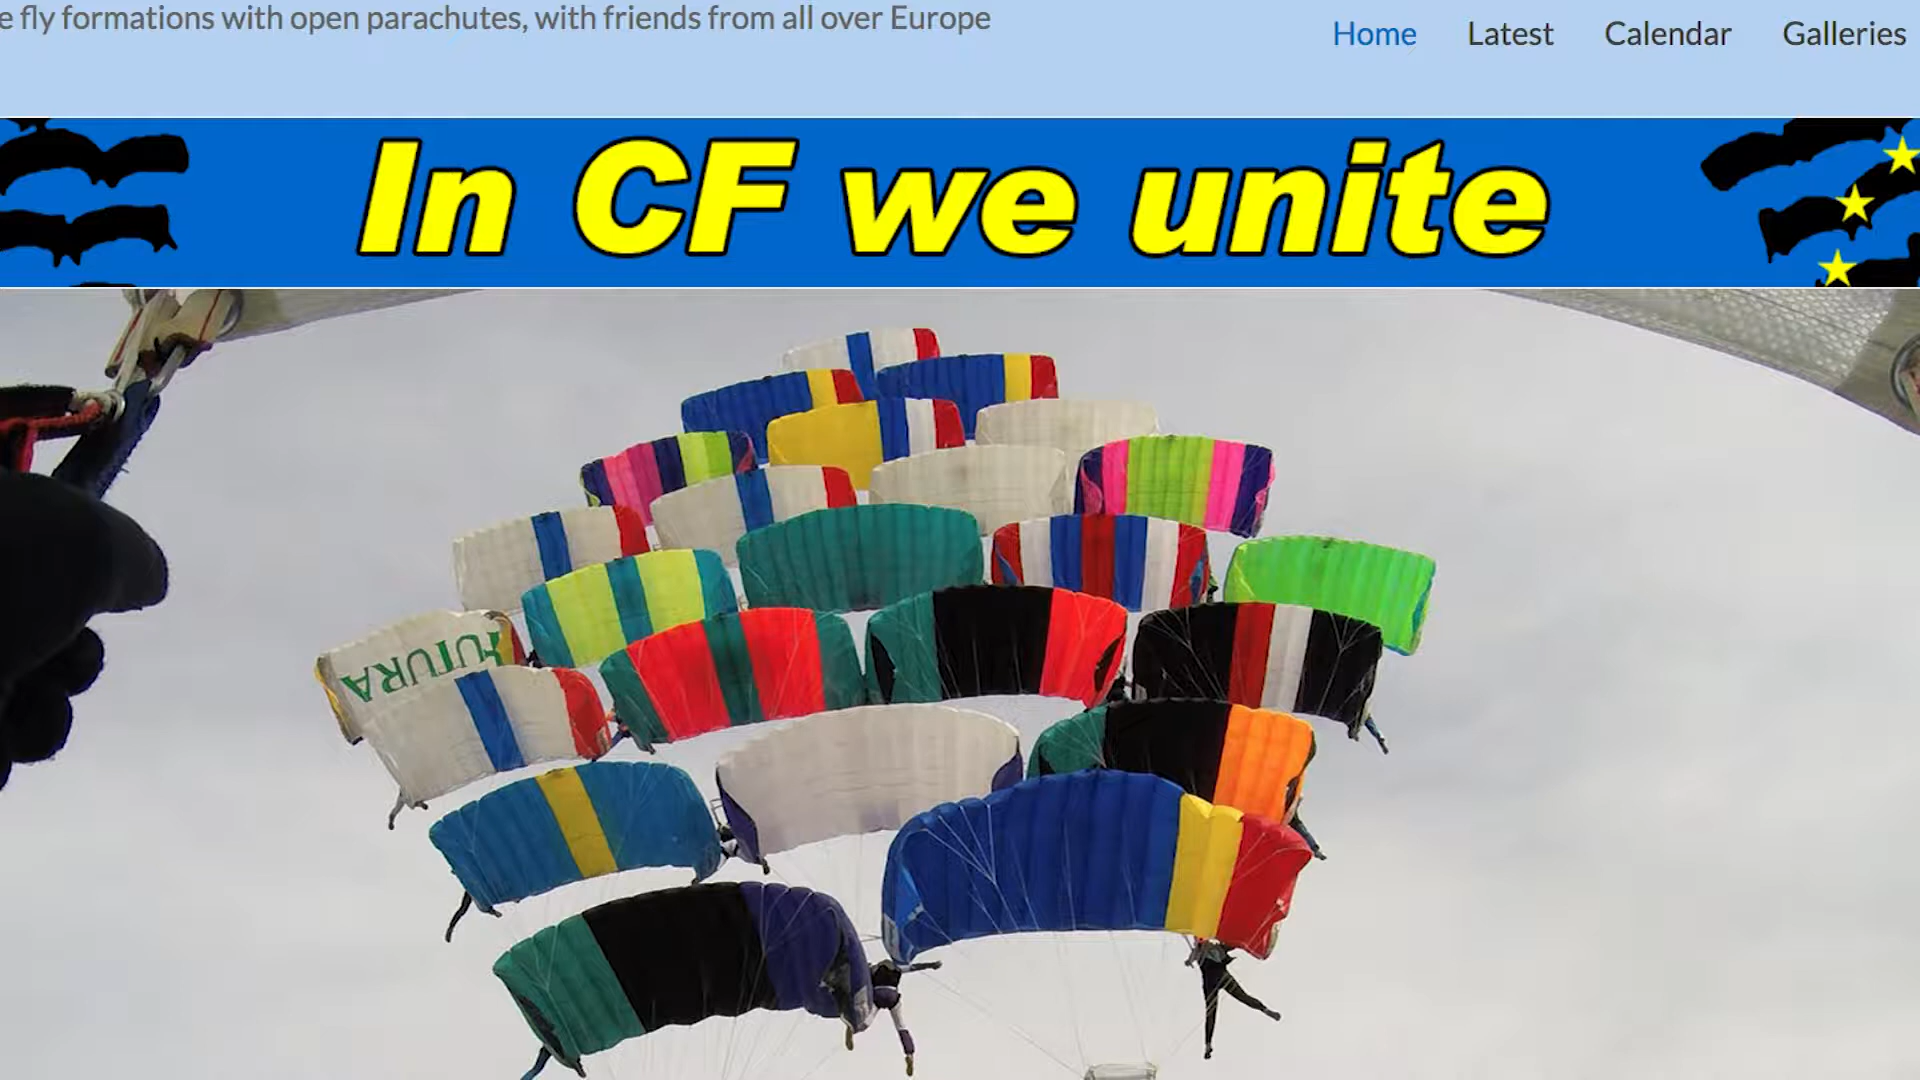 e fly formations with open parachutes, with friends from all over Europe
Home Latest Calendar Galleries
In CF we unite
FUTURA